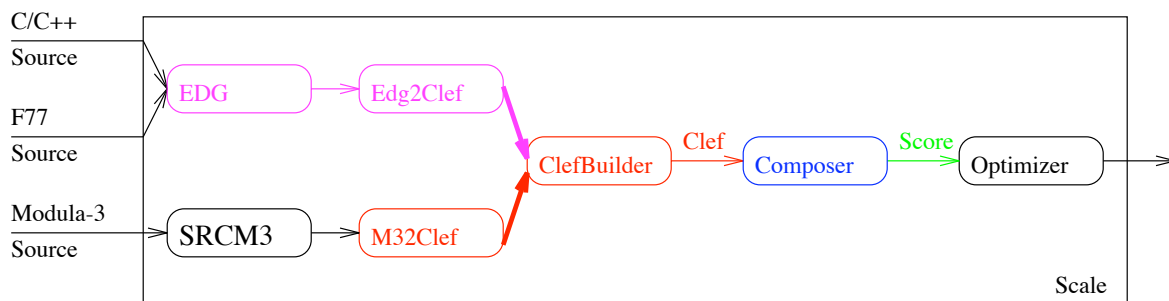 C/C++
Source
EDG
Edg2Clef
F77
Source
ClefBuilder
Clef
Composer
Score
Optimizer
Modula-3
Source
SRCM3
M32Clef
Scale